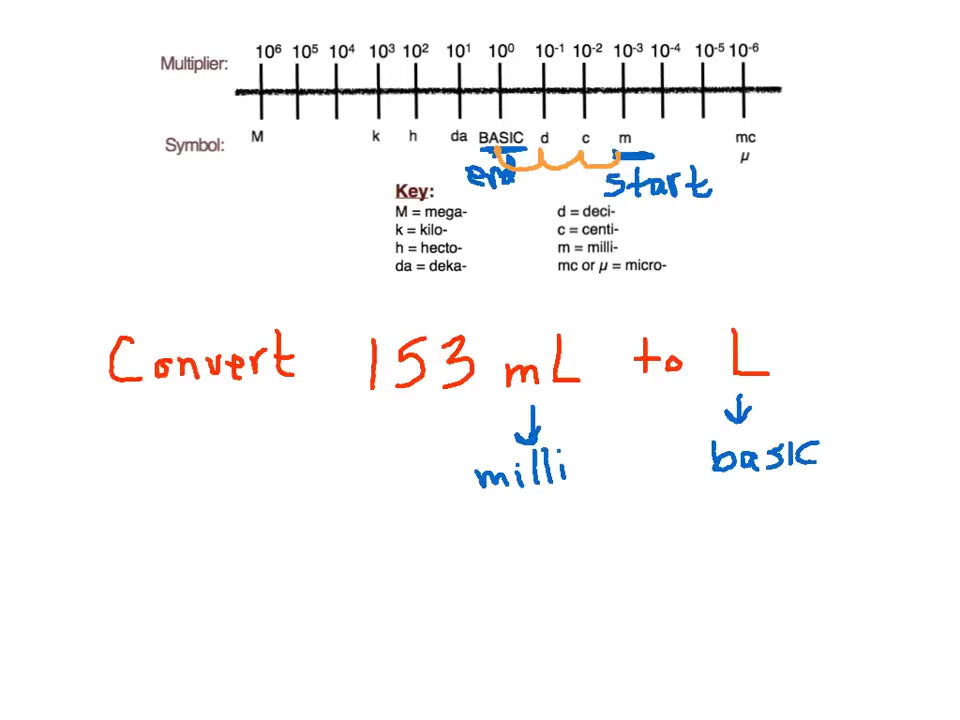 Multiplier: 10⁶ 10⁵ 10⁴ 10³ 10² 10¹ 10⁰ 10⁻¹ 10⁻² 10⁻³ 10⁻⁴ 10⁻⁵ 10⁻⁶
Symbol: M k h da BASIC d c m mc
µ
end start
Key:
M = mega- d = deci-
k = kilo- c = centi-
h = hecto- m = milli-
da = deka- mc or µ = micro-
Convert 153 mL to L
milli basic